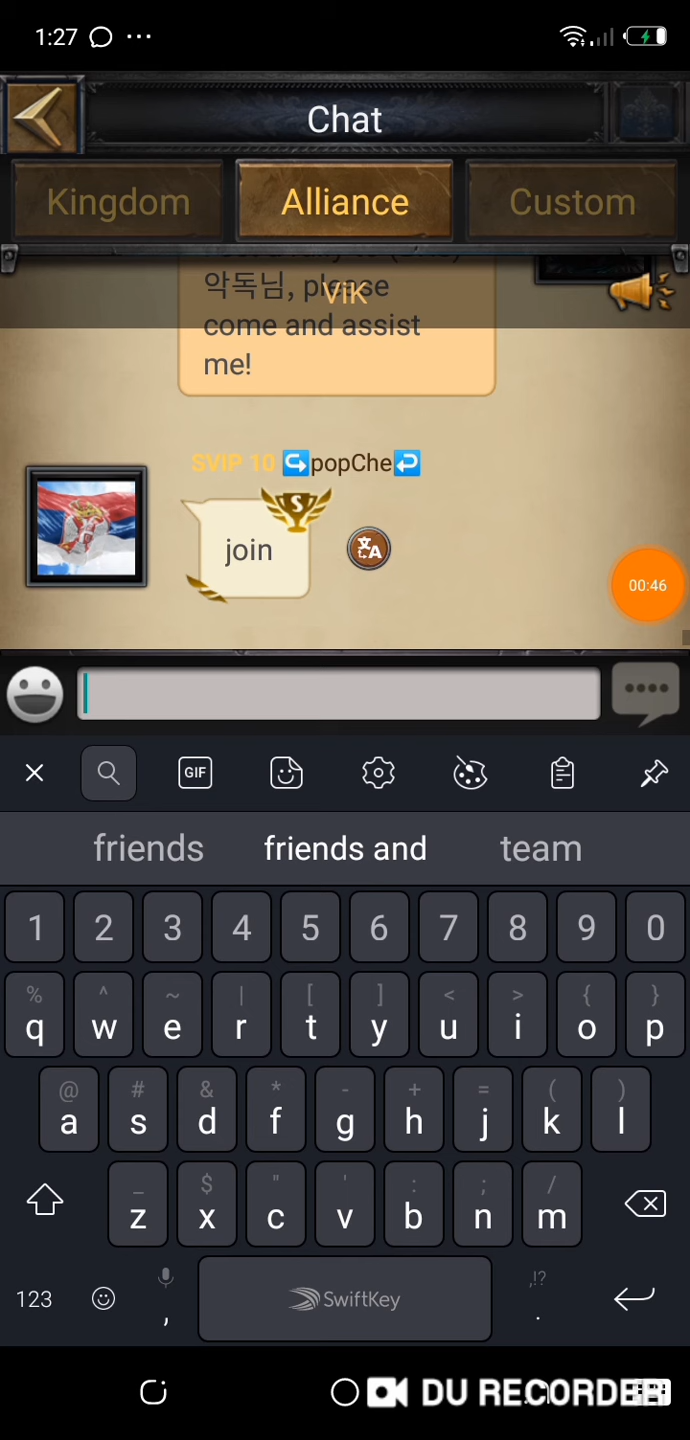 1:27
Chat
Kingdom
Alliance
Custom
악독님, please
ViK
come and assist
me!
SVIP 10 ↪️popChe↩️
S
join
00:46
GIF
friends
friends and
team
1 2 3 4 5 6 7 8 9 0
% ^ ~ | [ ] < > { }
q w e r t y u i o p
@ # & * - + = ( )
a s d f g h j k l
_ $ " ' : ; /
z x c v b n m
,!?
123
,
SwiftKey
.
DU RECORDER